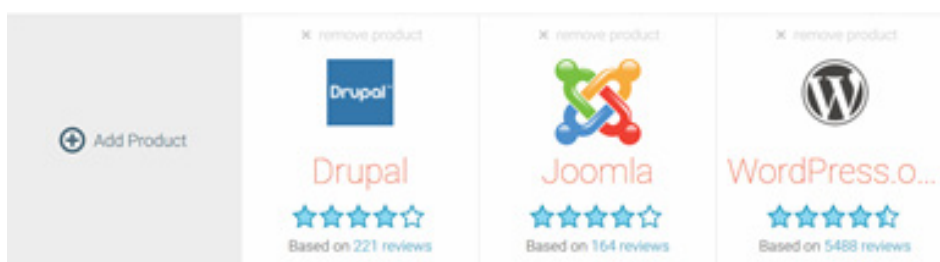 Add Product
× remove product
Drupal™
Drupal
Based on 221 reviews
× remove product
Joomla
Based on 164 reviews
× remove product
W
WordPress.o...
Based on 5488 reviews